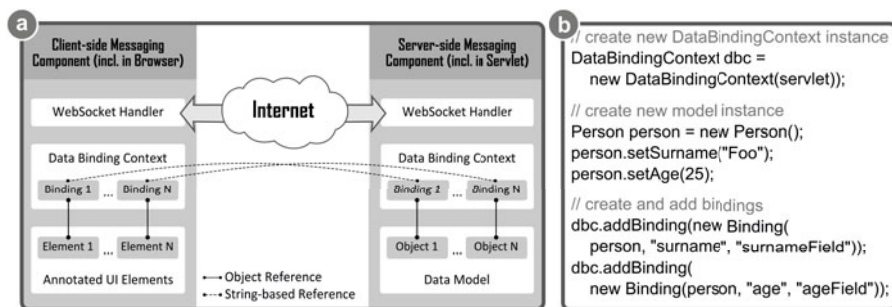 a
Client-side Messaging
Component (incl. in Browser)
Server-side Messaging
Component (incl. in Servlet)
WebSocket Handler
Internet
WebSocket Handler
Data Binding Context
Data Binding Context
Binding 1 ... Binding N
Binding 1 ... Binding N
Element 1 ... Element N
Object 1 ... Object N
Annotated UI Elements
Object Reference
String-based Reference
Data Model
b
// create new DataBindingContext instance
DataBindingContext dbc =
new DataBindingContext(servlet));
// create new model instance
Person person = new Person();
person.setSurname("Foo");
person.setAge(25);
// create and add bindings
dbc.addBinding(new Binding(
person, "surname", "surnameField"));
dbc.addBinding(
new Binding(person, "age", "ageField"));